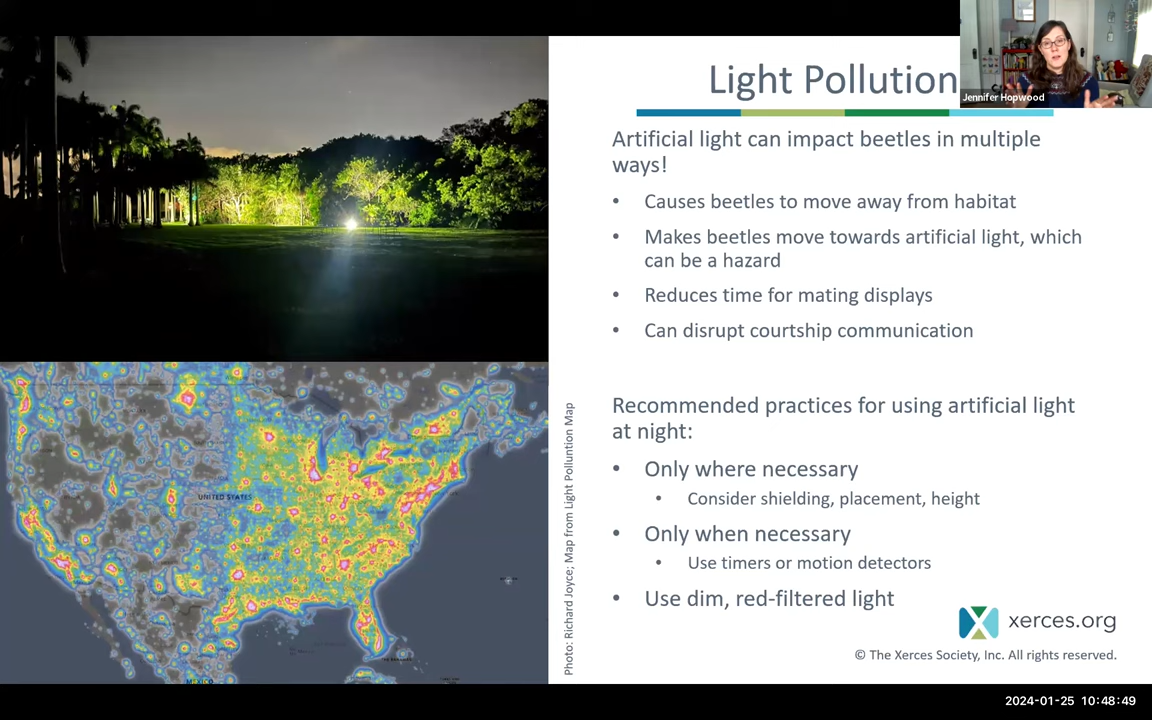 Light Pollution
Jennifer Hopwood
Artificial light can impact beetles in multiple
ways!
• Causes beetles to move away from habitat
• Makes beetles move towards artificial light, which
can be a hazard
• Reduces time for mating displays
• Can disrupt courtship communication
Recommended practices for using artificial light
at night:
• Only where necessary
• Consider shielding, placement, height
• Only when necessary
• Use timers or motion detectors
• Use dim, red-filtered light
Photo: Richard Joyce; Map from Light Polluntion Map
UNITED STATES
MEXICO
xerces.org
© The Xerces Society, Inc. All rights reserved.
2024-01-25 10:48:49